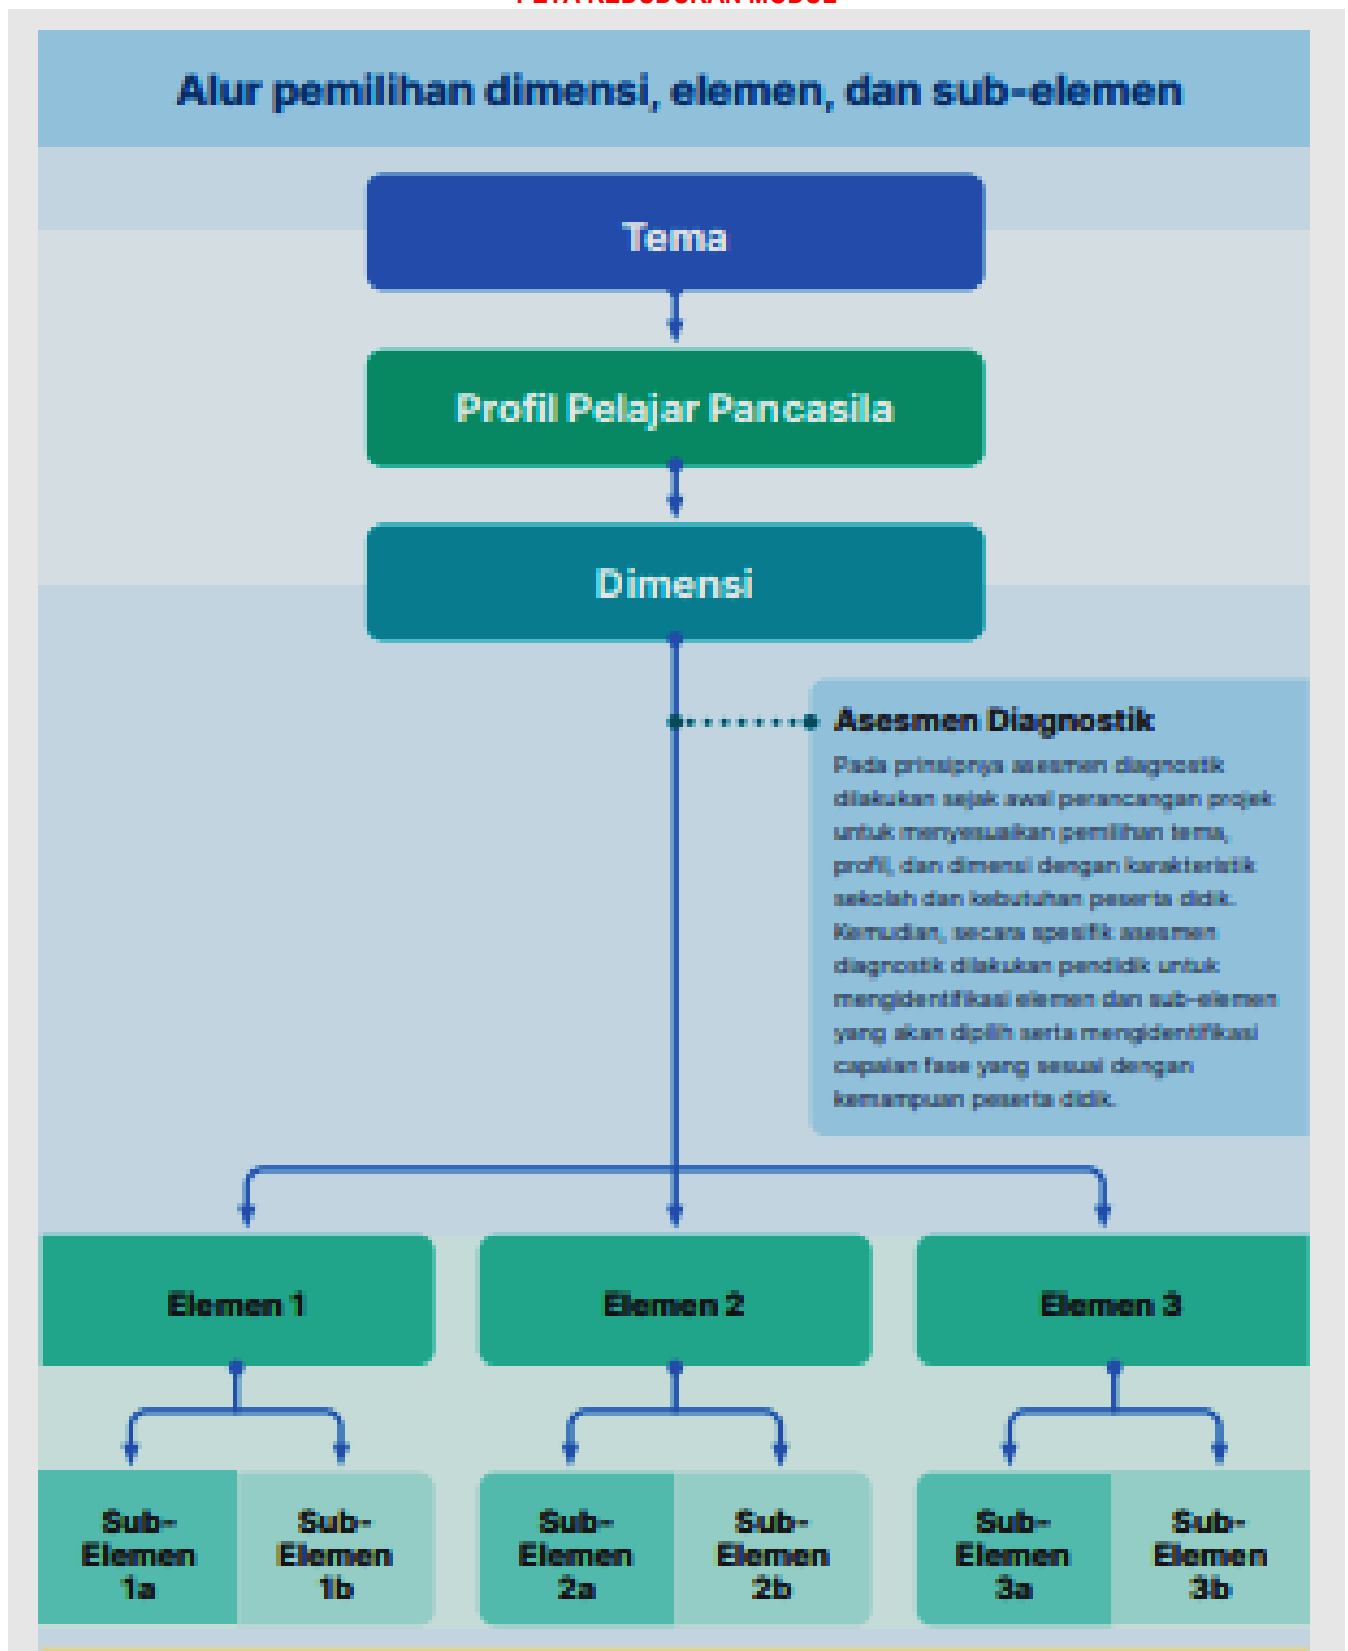 PETA KEDUDUKAN MODUL
Alur pemilihan dimensi, elemen, dan sub-elemen
Tema
Profil Pelajar Pancasila
Dimensi
Asesmen Diagnostik
Pada prinsipnya asesmen diagnostik
dilakukan sejak awal perancangan projek
untuk menyesuaikan pemilihan tema,
profil, dan dimensi dengan karakteristik
sekolah dan kebutuhan peserta didik.
Kemudian, secara spesifik asesmen
diagnostik dilakukan pendidik untuk
mengidentifikasi elemen dan sub-elemen
yang akan dipilih serta mengidentifikasi
capaian fase yang sesuai dengan
kemampuan peserta didik.
Elemen 1
Elemen 2
Elemen 3
Sub-
Elemen
1a
Sub-
Elemen
1b
Sub-
Elemen
2a
Sub-
Elemen
2b
Sub-
Elemen
3a
Sub-
Elemen
3b